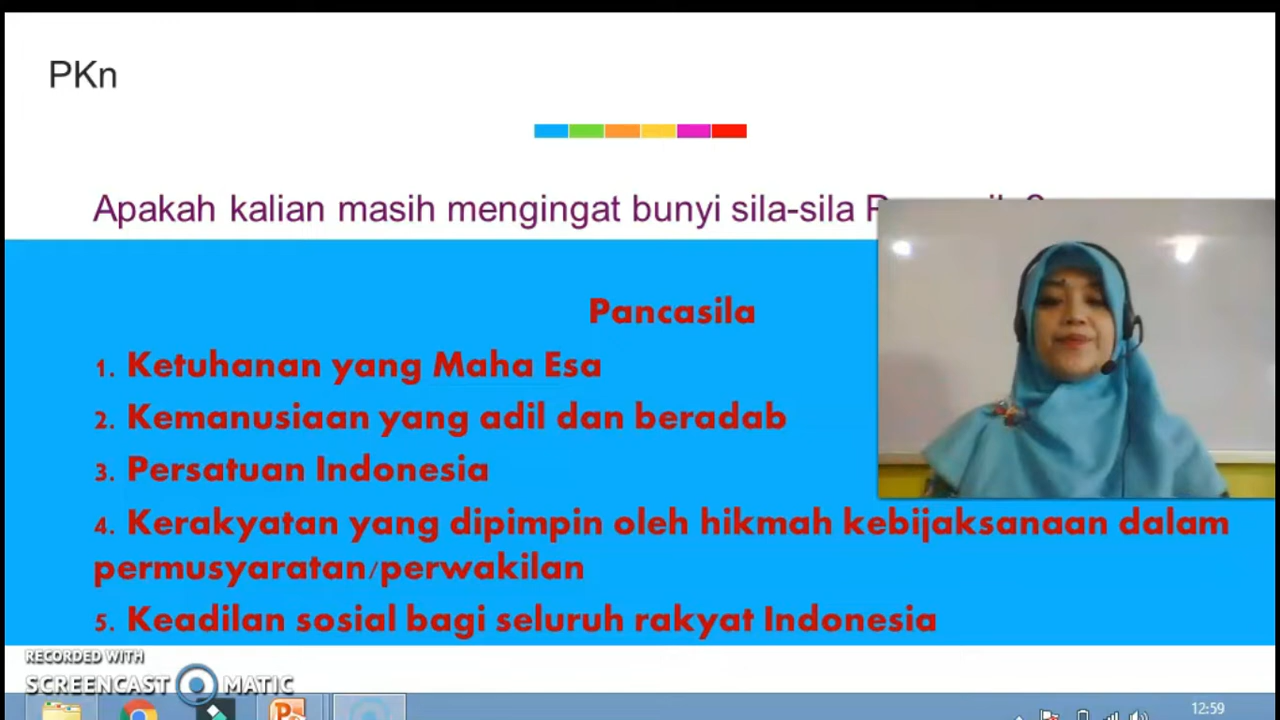 PKn
Apakah kalian masih mengingat bunyi sila-sila
Pancasila
1. Ketuhanan yang Maha Esa
2. Kemanusiaan yang adil dan beradab
3. Persatuan Indonesia
4. Kerakyatan yang dipimpin oleh hikmah kebijaksanaan dalam
permusyaratan/perwakilan
5. Keadilan sosial bagi seluruh rakyat Indonesia
RECORDED WITH
SCREENCAST MATIC
12:59